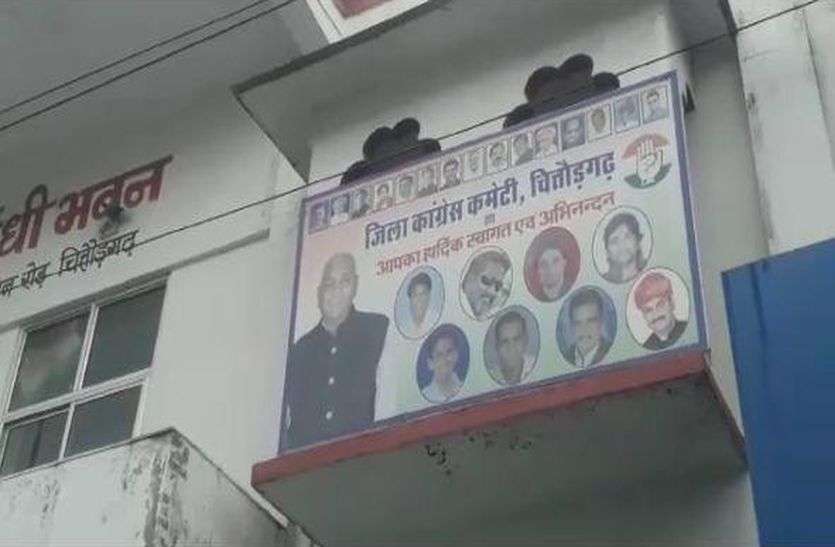 भवन
रोड़ चित्तौड़गढ़
जिला कांग्रेस कमेटी, चित्तौड़गढ़
आपका हार्दिक स्वागत एवं अभिनन्दन